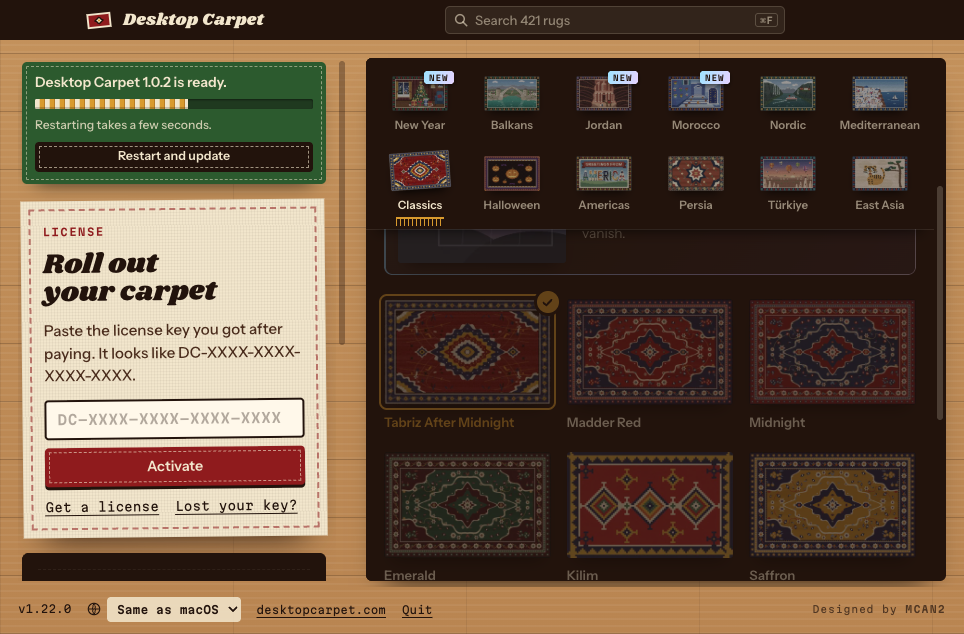 Desktop Carpet
Search 421 rugs
⌘F
Desktop Carpet 1.0.2 is ready.
Restarting takes a few seconds.
Restart and update
LICENSE
Roll out
your carpet
Paste the license key you got after
paying. It looks like DC-XXXX-XXXX-
XXXX-XXXX.
DC-XXXX-XXXX-XXXX-XXXX
Activate
Get a license Lost your key?
NEW NEW NEW
New Year Balkans Jordan Morocco Nordic Mediterranean
Classics Halloween Americas Persia Türkiye East Asia
vanish.
Tabriz After Midnight Madder Red Midnight
Emerald Kilim Saffron
v1.22.0 Same as macOS desktopcarpet.com Quit
Designed by MCAN2